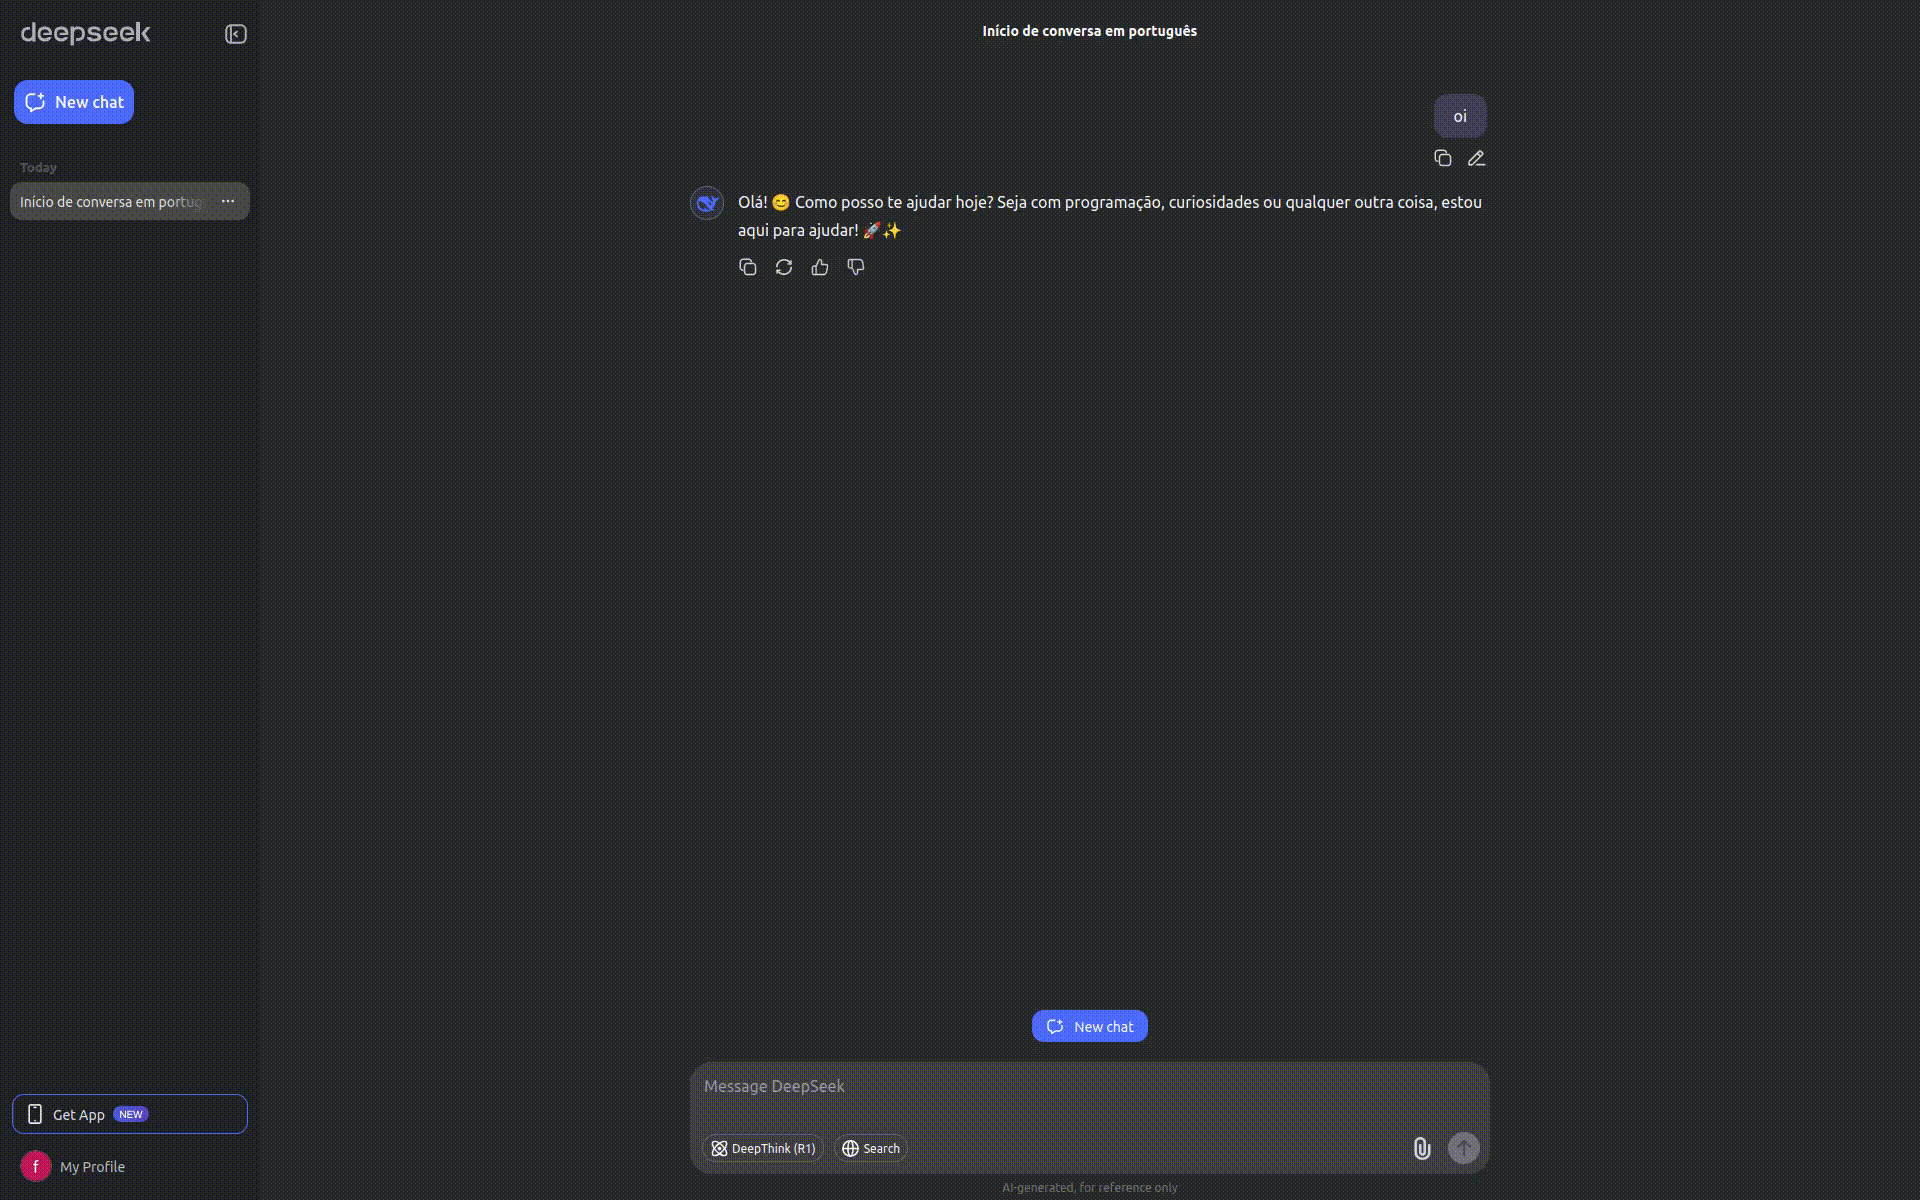 deepseek
New chat
Today
Início de conversa em portug
Get App NEW
f My Profile
Início de conversa em português
oi
Olá! 😊 Como posso te ajudar hoje? Seja com programação, curiosidades ou qualquer outra coisa, estou
aqui para ajudar! 🚀✨
New chat
Message DeepSeek
DeepThink (R1) Search
AI-generated, for reference only